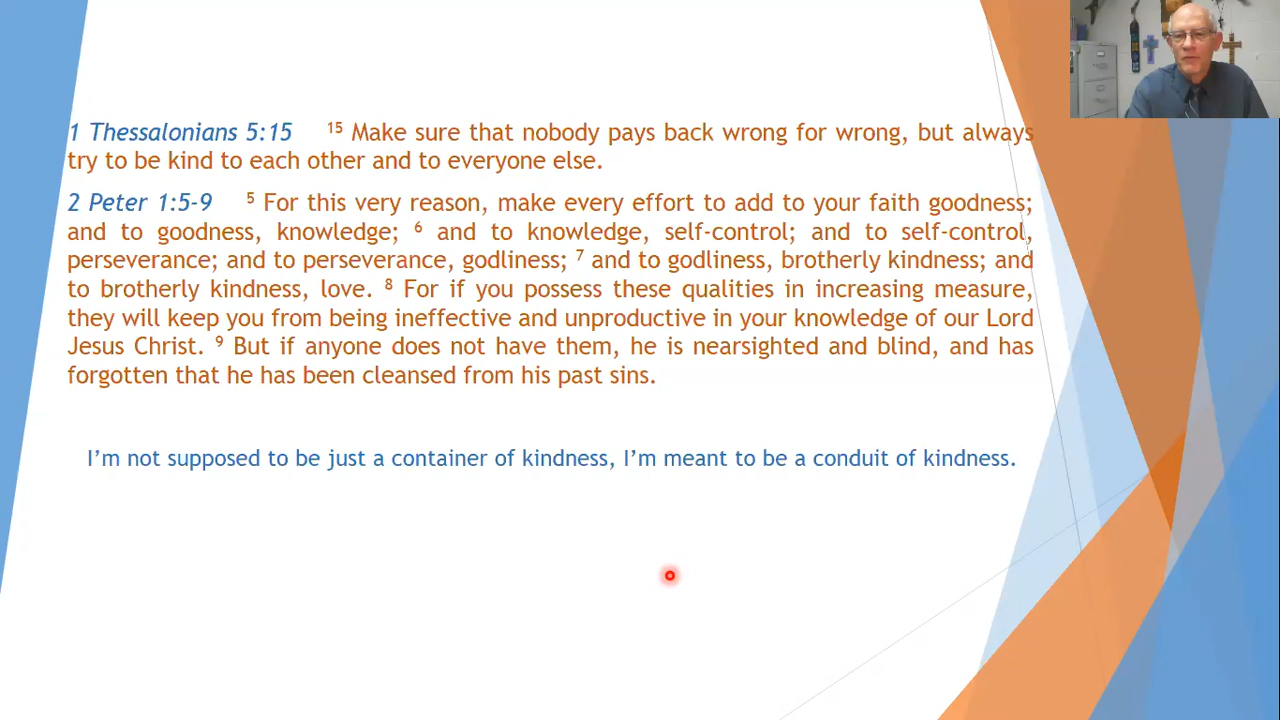 1 Thessalonians 5:15 15 Make sure that nobody pays back wrong for wrong, but always
try to be kind to each other and to everyone else.
2 Peter 1:5-9 5 For this very reason, make every effort to add to your faith goodness;
and to goodness, knowledge; 6 and to knowledge, self-control; and to self-control,
perseverance; and to perseverance, godliness; 7 and to godliness, brotherly kindness; and
to brotherly kindness, love. 8 For if you possess these qualities in increasing measure,
they will keep you from being ineffective and unproductive in your knowledge of our Lord
Jesus Christ. 9 But if anyone does not have them, he is nearsighted and blind, and has
forgotten that he has been cleansed from his past sins.
I’m not supposed to be just a container of kindness, I’m meant to be a conduit of kindness.